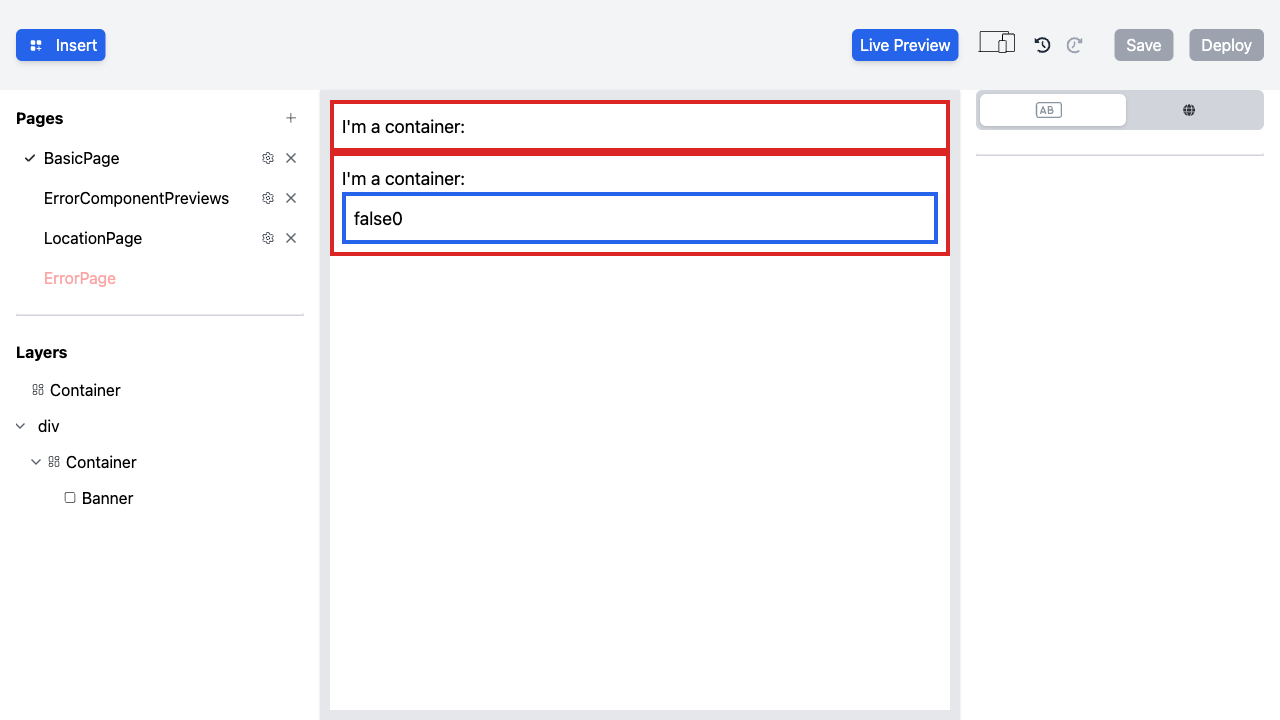 Insert
Live Preview
Save
Deploy
Pages
BasicPage
ErrorComponentPreviews
LocationPage
ErrorPage
Layers
Container
div
Container
Banner
I'm a container:
I'm a container:
false0
AB